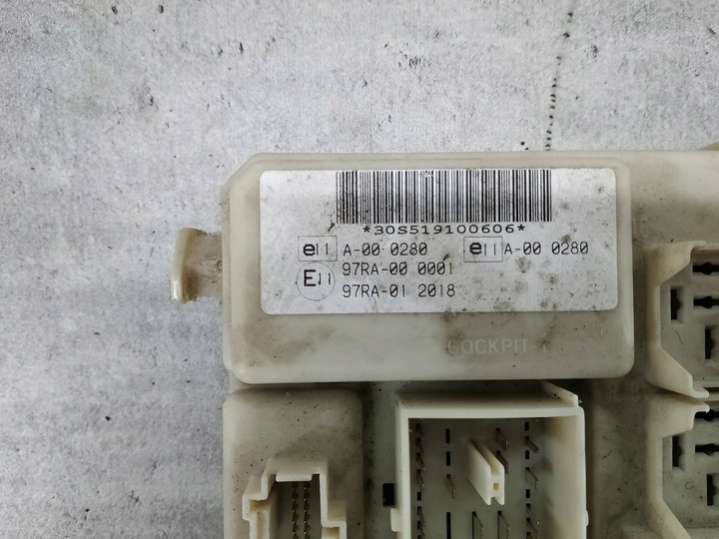 *30S519100606*
e11 A-00 0280 e11 A-00 0280
E11 97RA-00 0001
97RA-01 2018
COCKPIT